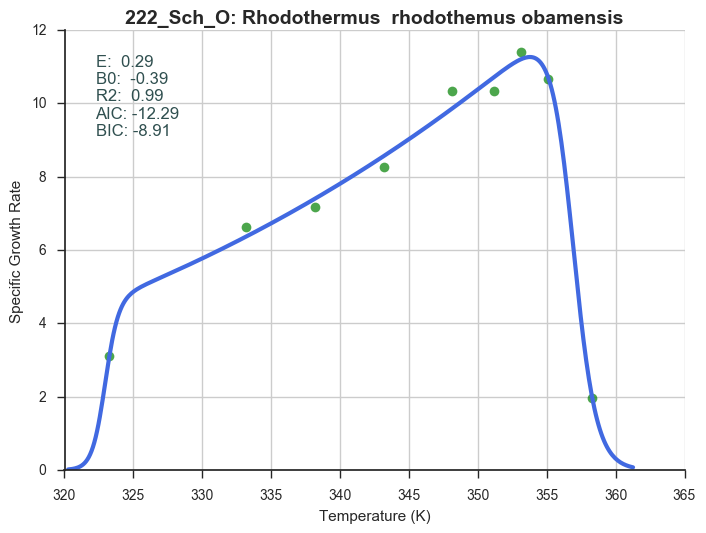 222_Sch_O: Rhodothermus  rhodothemus obamensis
E:  0.29
B0:  -0.39
R2:  0.99
AIC: -12.29
BIC: -8.91
Specific Growth Rate
12
10
8
6
4
2
0
320 325 330 335 340 345 350 355 360 365
Temperature (K)